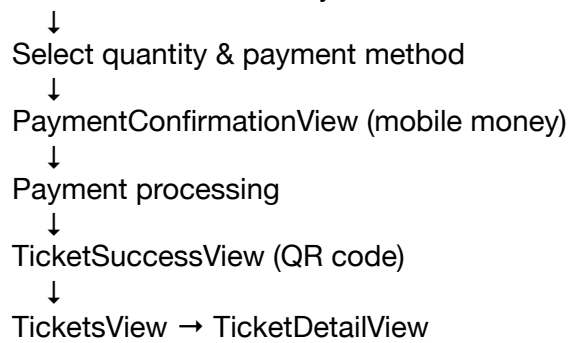 ↓
Select quantity & payment method
↓
PaymentConfirmationView (mobile money)
↓
Payment processing
↓
TicketSuccessView (QR code)
↓
TicketsView → TicketDetailView